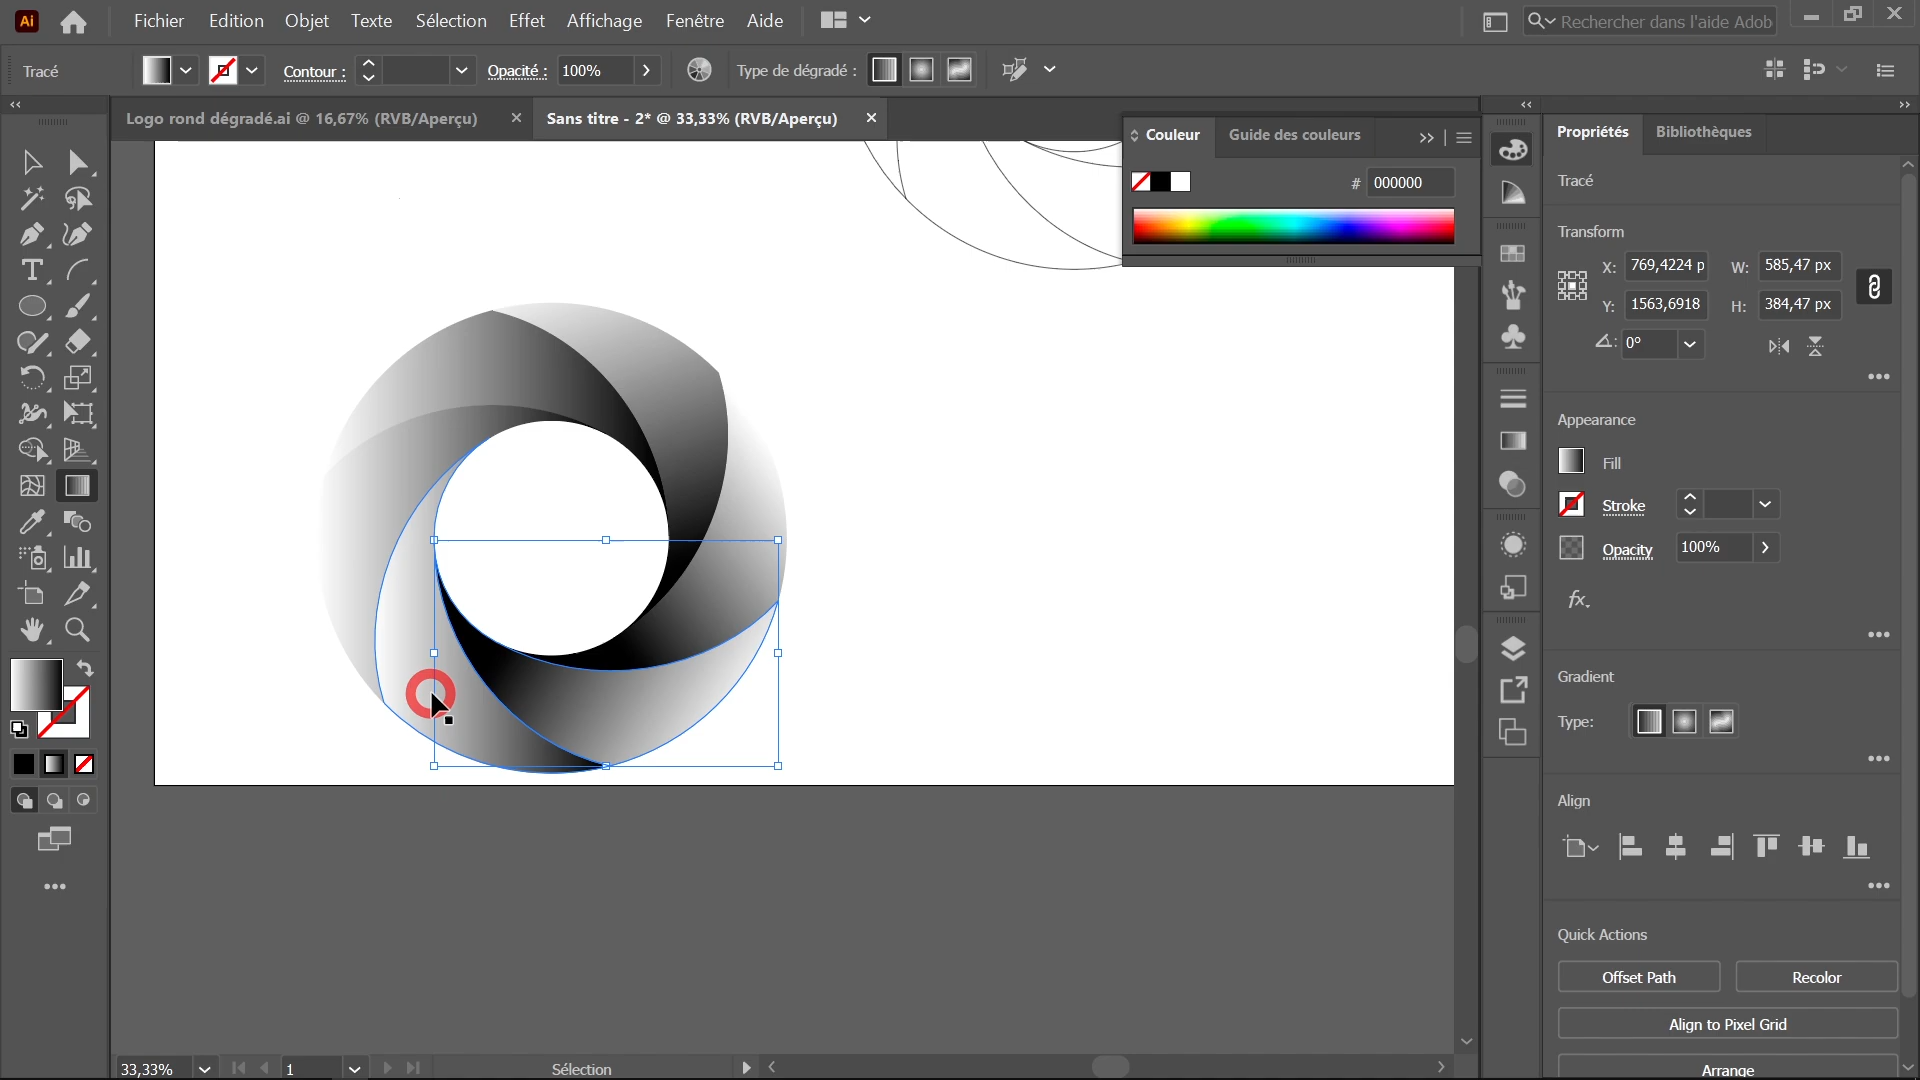 Ai
Fichier Edition Objet Texte Sélection Effet Affichage Fenêtre Aide
Rechercher dans l'aide Adob
Tracé
Contour :
Opacité : 100%
Type de dégradé :
Logo rond dégradé.ai @ 16,67% (RVB/Aperçu)
Sans titre - 2* @ 33,33% (RVB/Aperçu)
Couleur Guide des couleurs
# 000000
Propriétés Bibliothèques
Tracé
Transform
X: 769,4224 p W: 585,47 px
Y: 1563,6918 H: 384,47 px
0°
Appearance
Fill
Stroke
Opacity 100%
fx.
Gradient
Type:
Align
Quick Actions
Offset Path Recolor
Align to Pixel Grid
Arrange
33,33% 1 Sélection